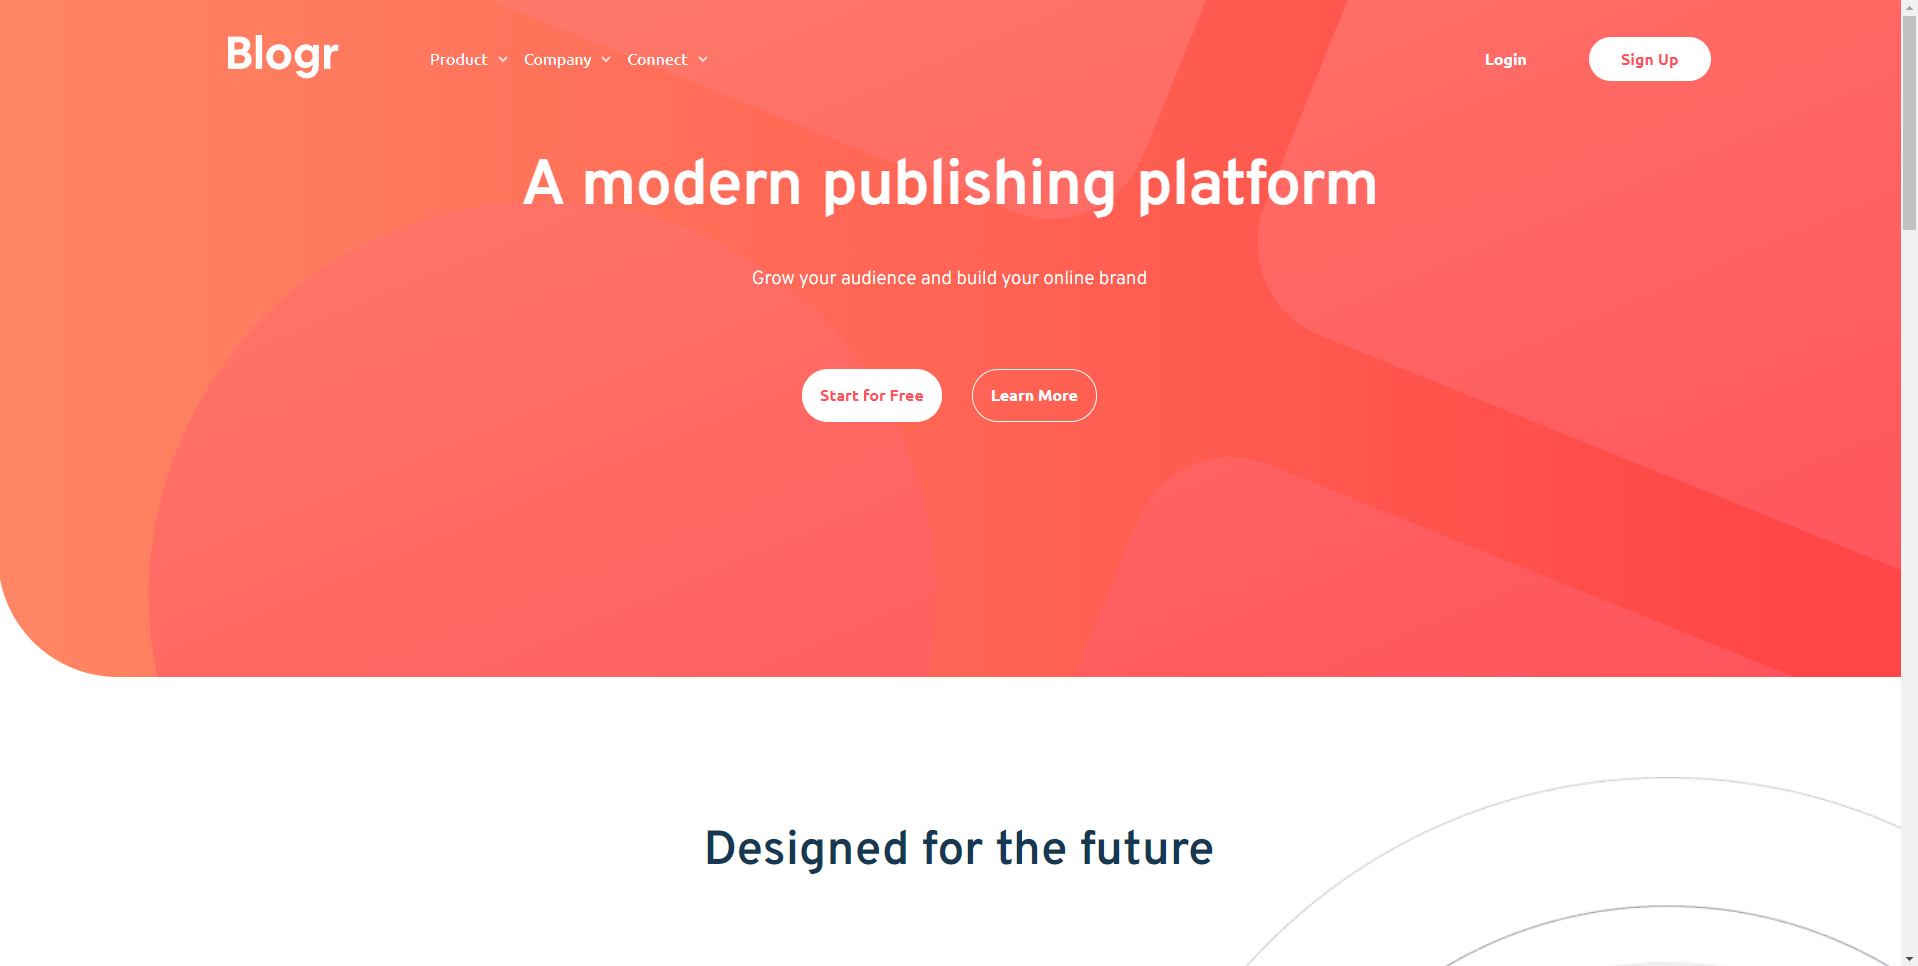 Blogr
Product
Company
Connect
Login
Sign Up
A modern publishing platform
Grow your audience and build your online brand
Start for Free
Learn More
Designed for the future